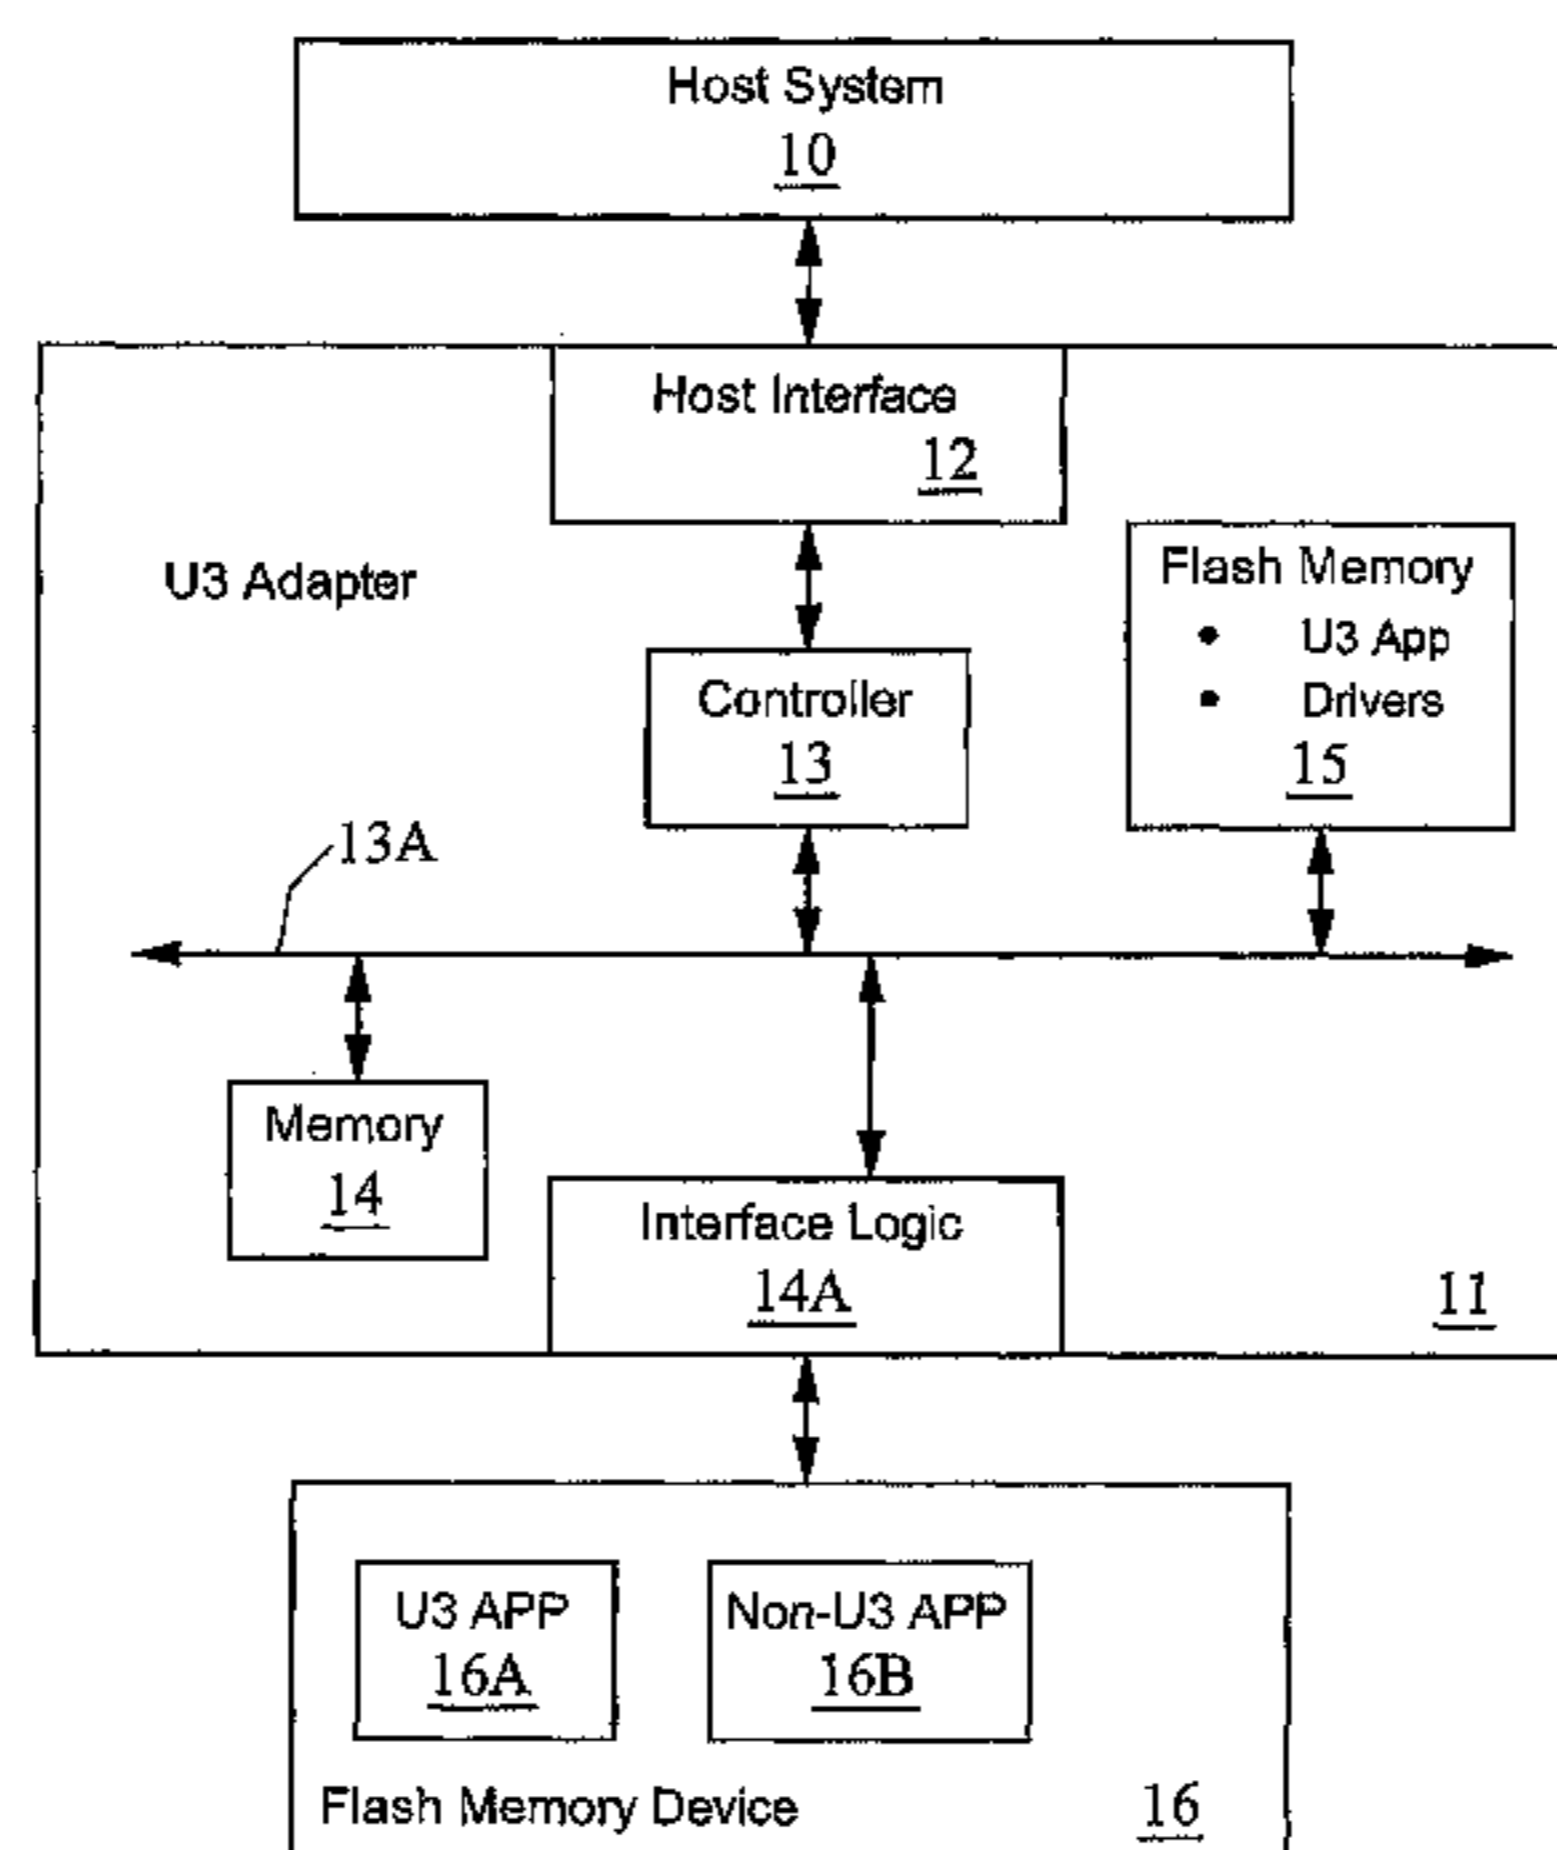 Host System
10
Host Interface
12
U3 Adapter
Flash Memory
• U3 App
• Drivers
15
Controller
13
13A
Memory
14
Interface Logic
14A
11
U3 APP
16A
Non-U3 APP
16B
Flash Memory Device
16